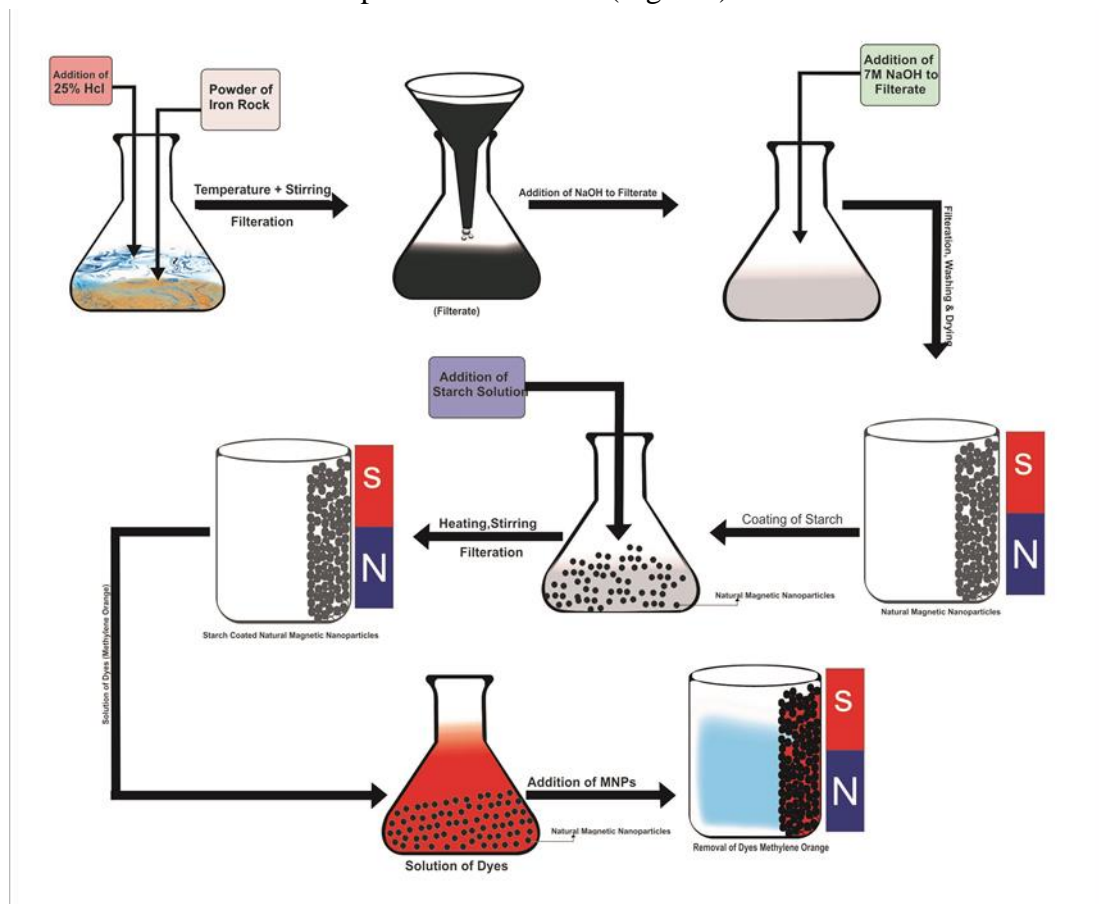 Addition of
25% Hcl
Powder of
Iron Rock
Addition of
7M NaOH to
Filterate
Temperature + Stirring
Filteration
Addition of NaOH to Filterate
(Filterate)
Filteration, Washing & Drying
Addition of
Starch Solution
S
N
Heating,Stirring
Filteration
Coating of Starch
S
N
Natural Magnetic Nanoparticles
Natural Magnetic Nanoparticles
Starch Coated Natural Magnetic Nanoparticles
Solution of Dyes (Methylene Orange)
Addition of MNPs
S
N
Natural Magnetic Nanoparticles
Solution of Dyes
Removal of Dyes Methylene Orange